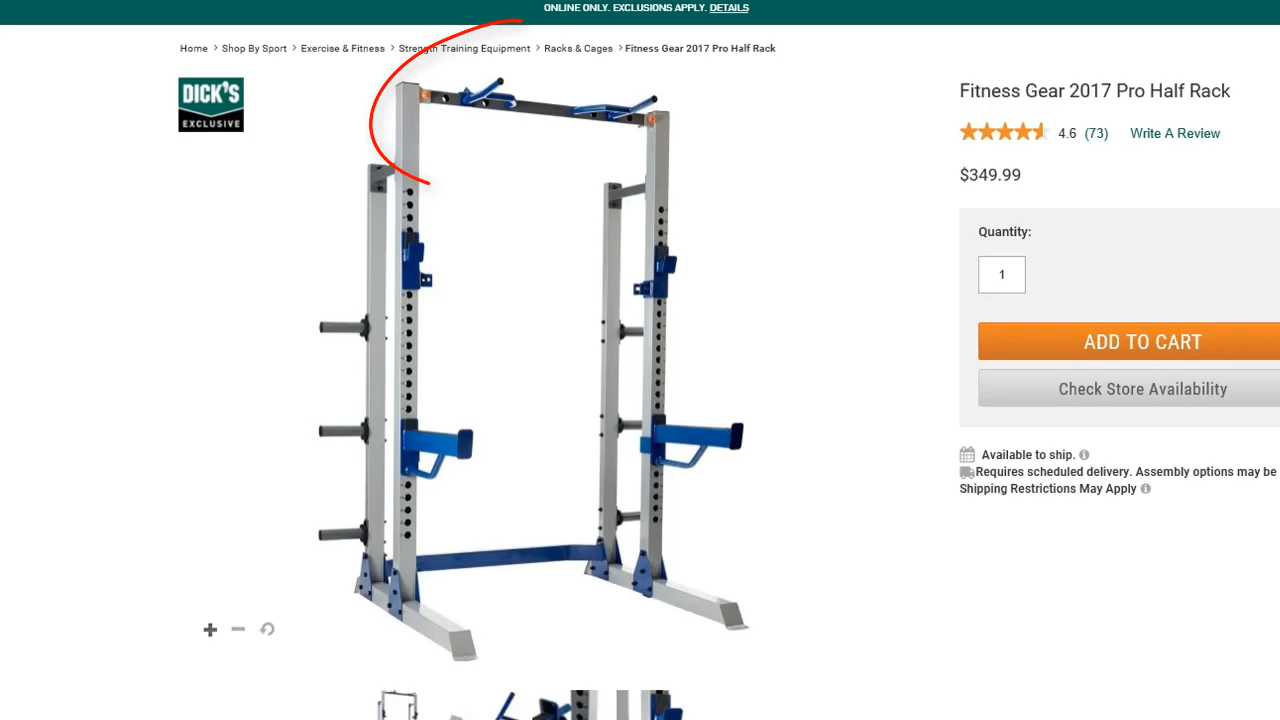 ONLINE ONLY. EXCLUSIONS APPLY. DETAILS
Home > Shop By Sport > Exercise & Fitness > Strength Training Equipment > Racks & Cages > Fitness Gear 2017 Pro Half Rack
DICK'S
EXCLUSIVE
Fitness Gear 2017 Pro Half Rack
4.6 (73) Write A Review
$349.99
Quantity:
1
ADD TO CART
Check Store Availability
Available to ship.
Requires scheduled delivery. Assembly options may be
Shipping Restrictions May Apply